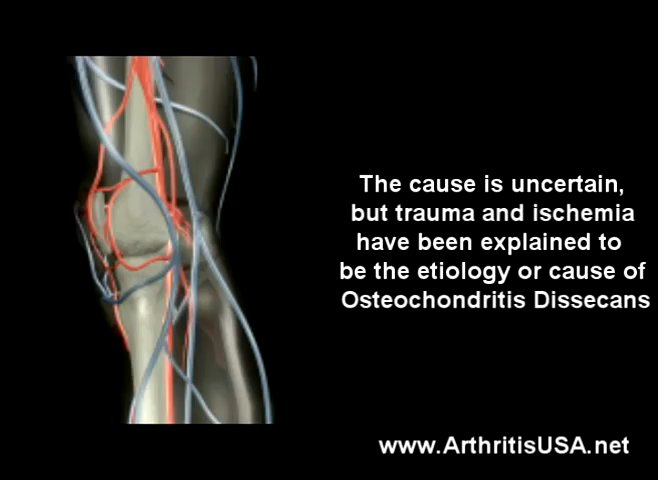 The cause is uncertain,
but trauma and ischemia
have been explained to
be the etiology or cause of
Osteochondritis Dissecans
www.ArthritisUSA.net